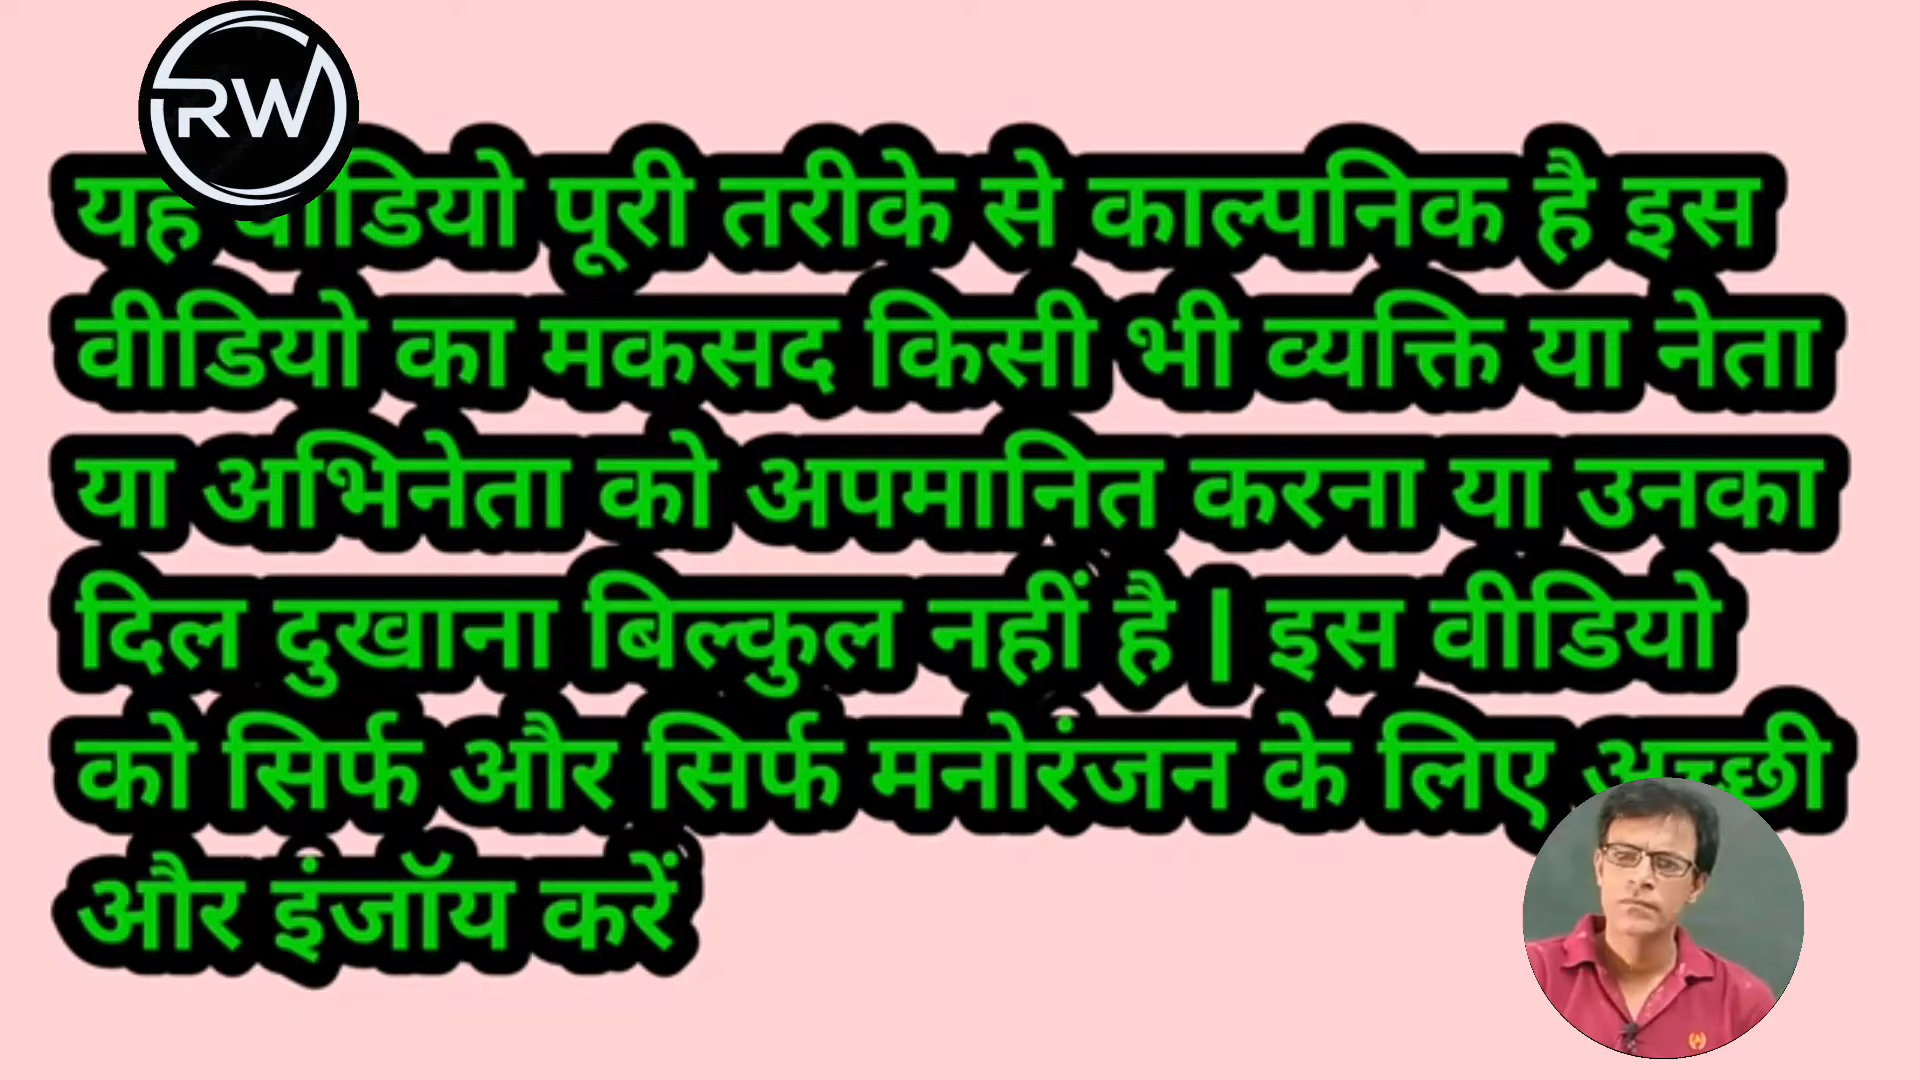 RW
यह वीडियो पूरी तरीके से काल्पनिक है इस
वीडियो का मकसद किसी भी व्यक्ति या नेता
या अभिनेता को अपमानित करना या उनका
दिल दुखाना बिल्कुल नहीं है | इस वीडियो
को सिर्फ और सिर्फ मनोरंजन के लिए अच्छी
और इंजॉय करें